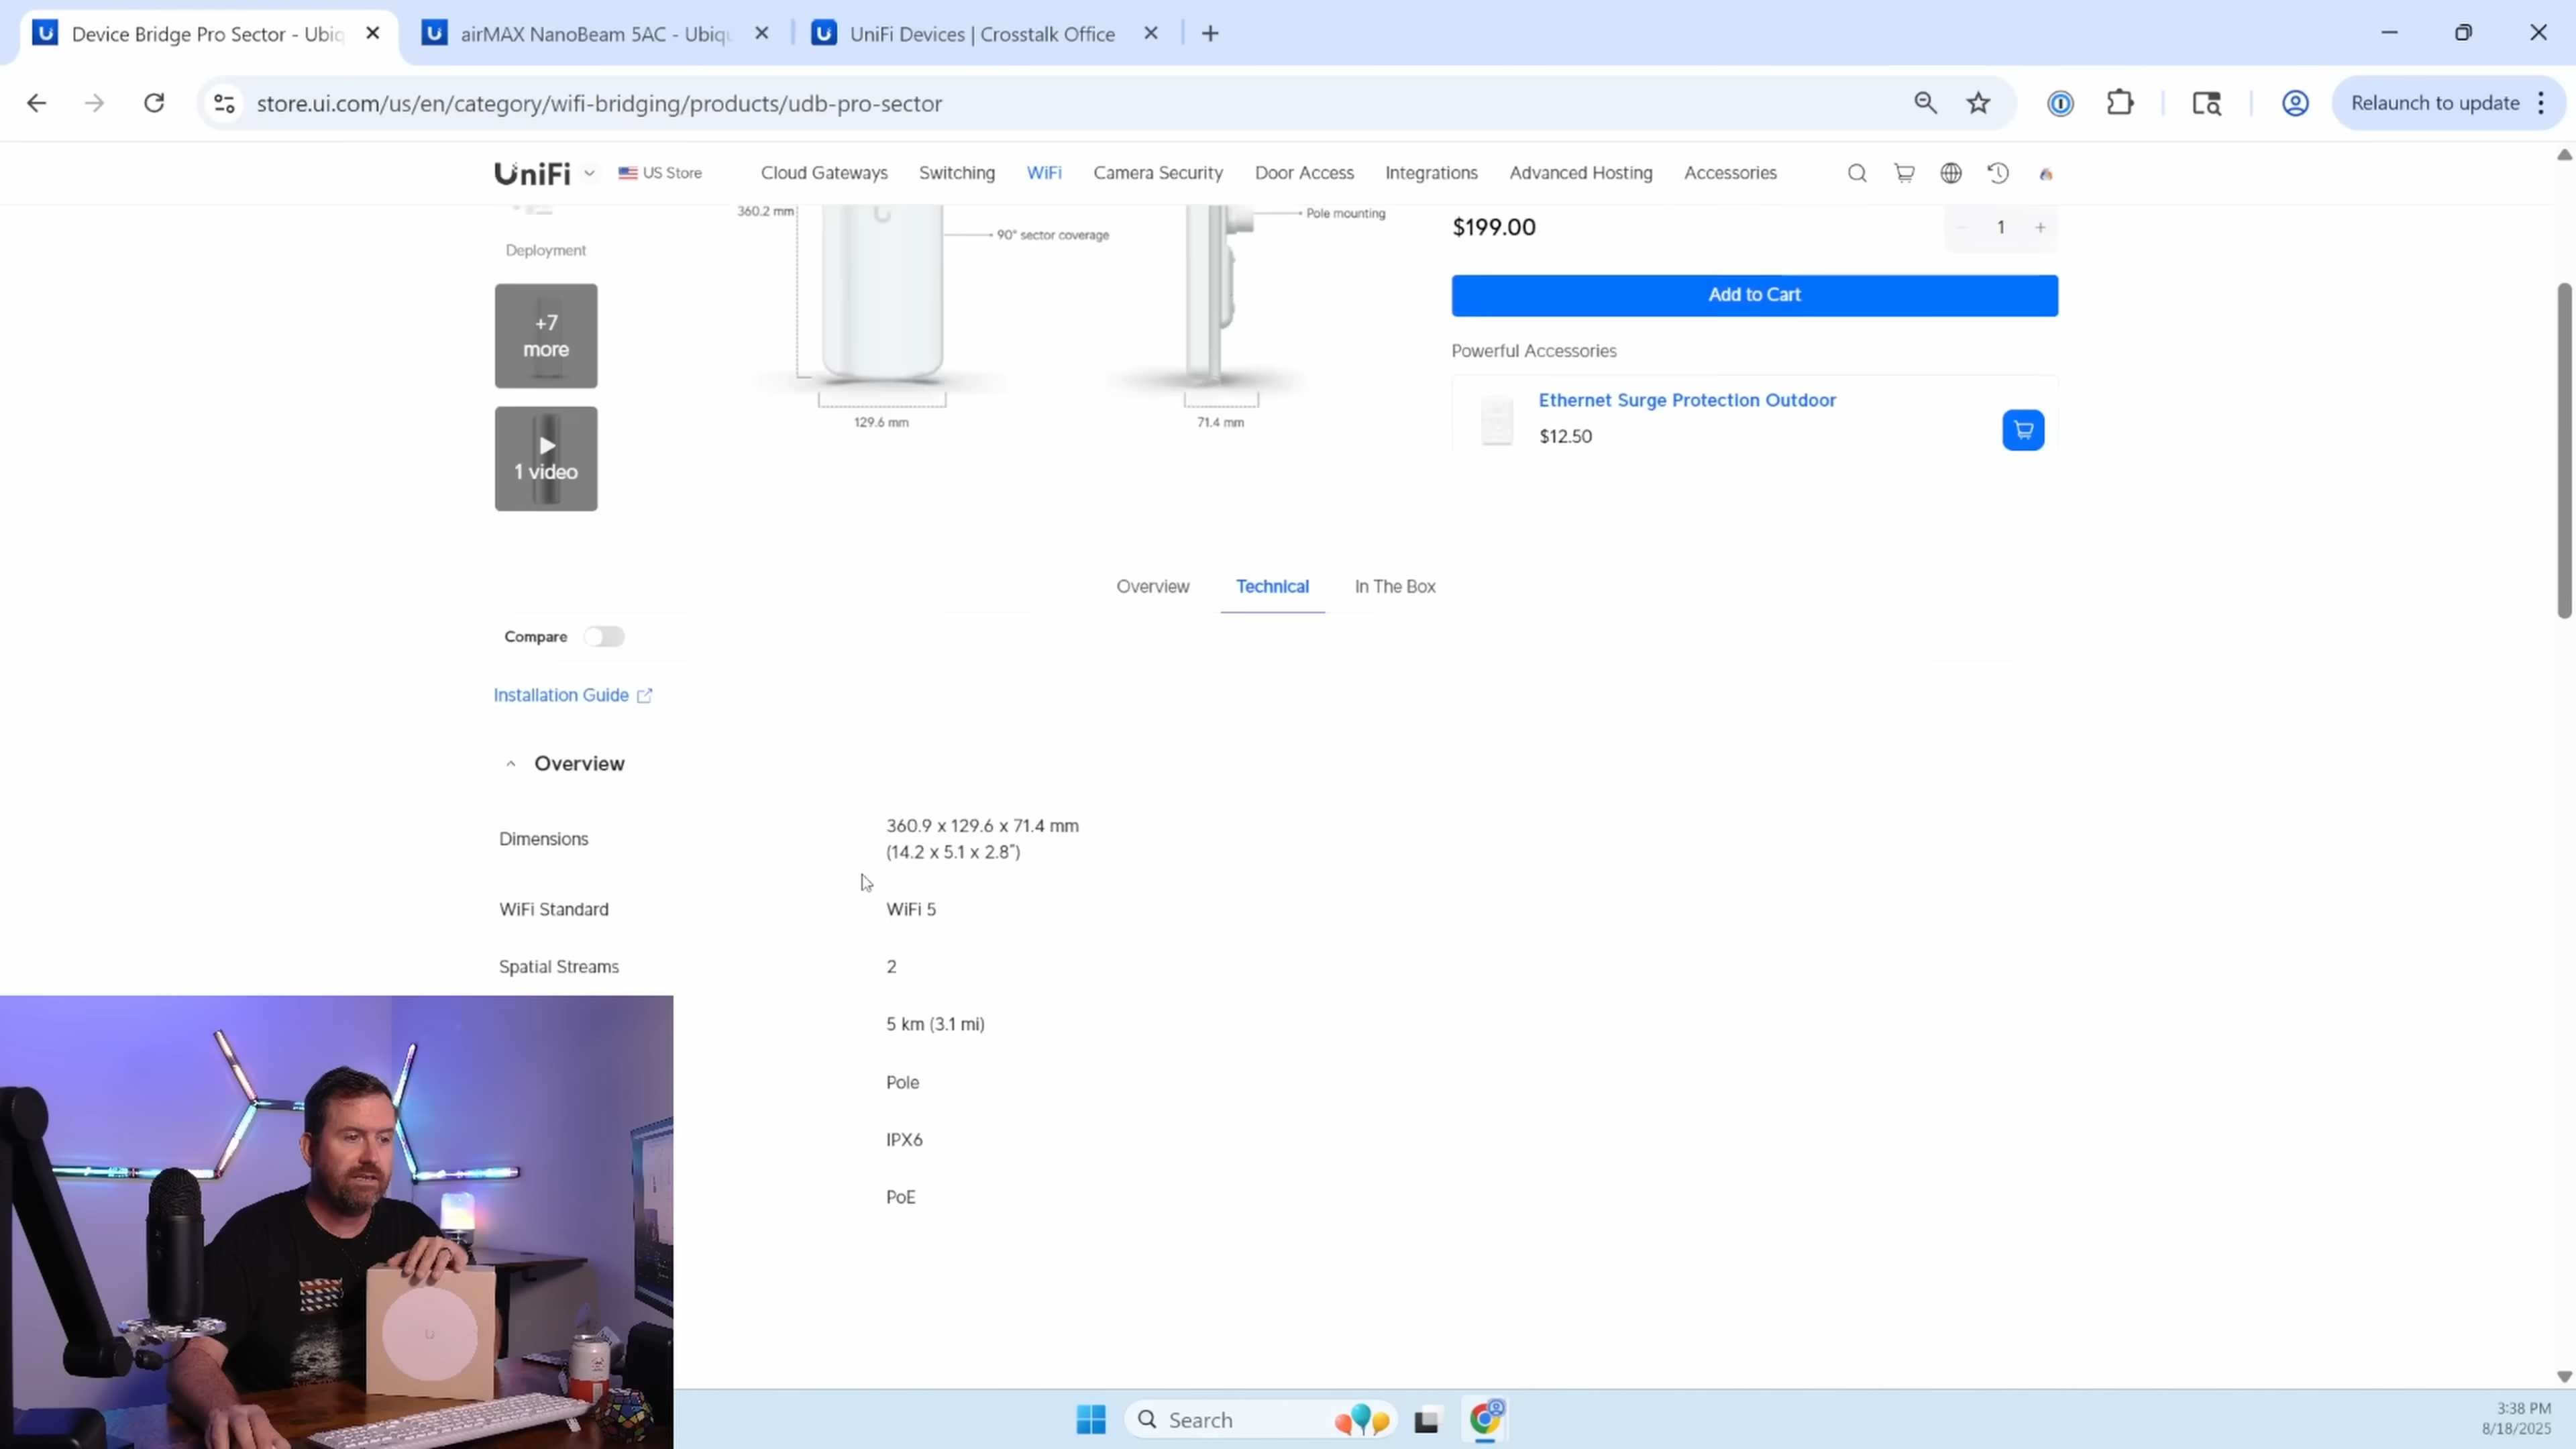 Device Bridge Pro Sector - Ubiq
airMAX NanoBeam 5AC - Ubiqu
UniFi Devices | Crosstalk Office
store.ui.com/us/en/category/wifi-bridging/products/udb-pro-sector
Relaunch to update
UniFi
US Store
Cloud Gateways
Switching
WiFi
Camera Security
Door Access
Integrations
Advanced Hosting
Accessories
360.2 mm
90° sector coverage
Pole mounting
129.6 mm
71.4 mm
Deployment
+7
more
1 video
$199.00
1
Add to Cart
Powerful Accessories
Ethernet Surge Protection Outdoor
$12.50
Overview
Technical
In The Box
Compare
Installation Guide
Overview
Dimensions
360.9 x 129.6 x 71.4 mm
(14.2 x 5.1 x 2.8")
WiFi Standard
WiFi 5
Spatial Streams
2
5 km (3.1 mi)
Pole
IPX6
PoE
Search
3:38 PM
8/18/2025